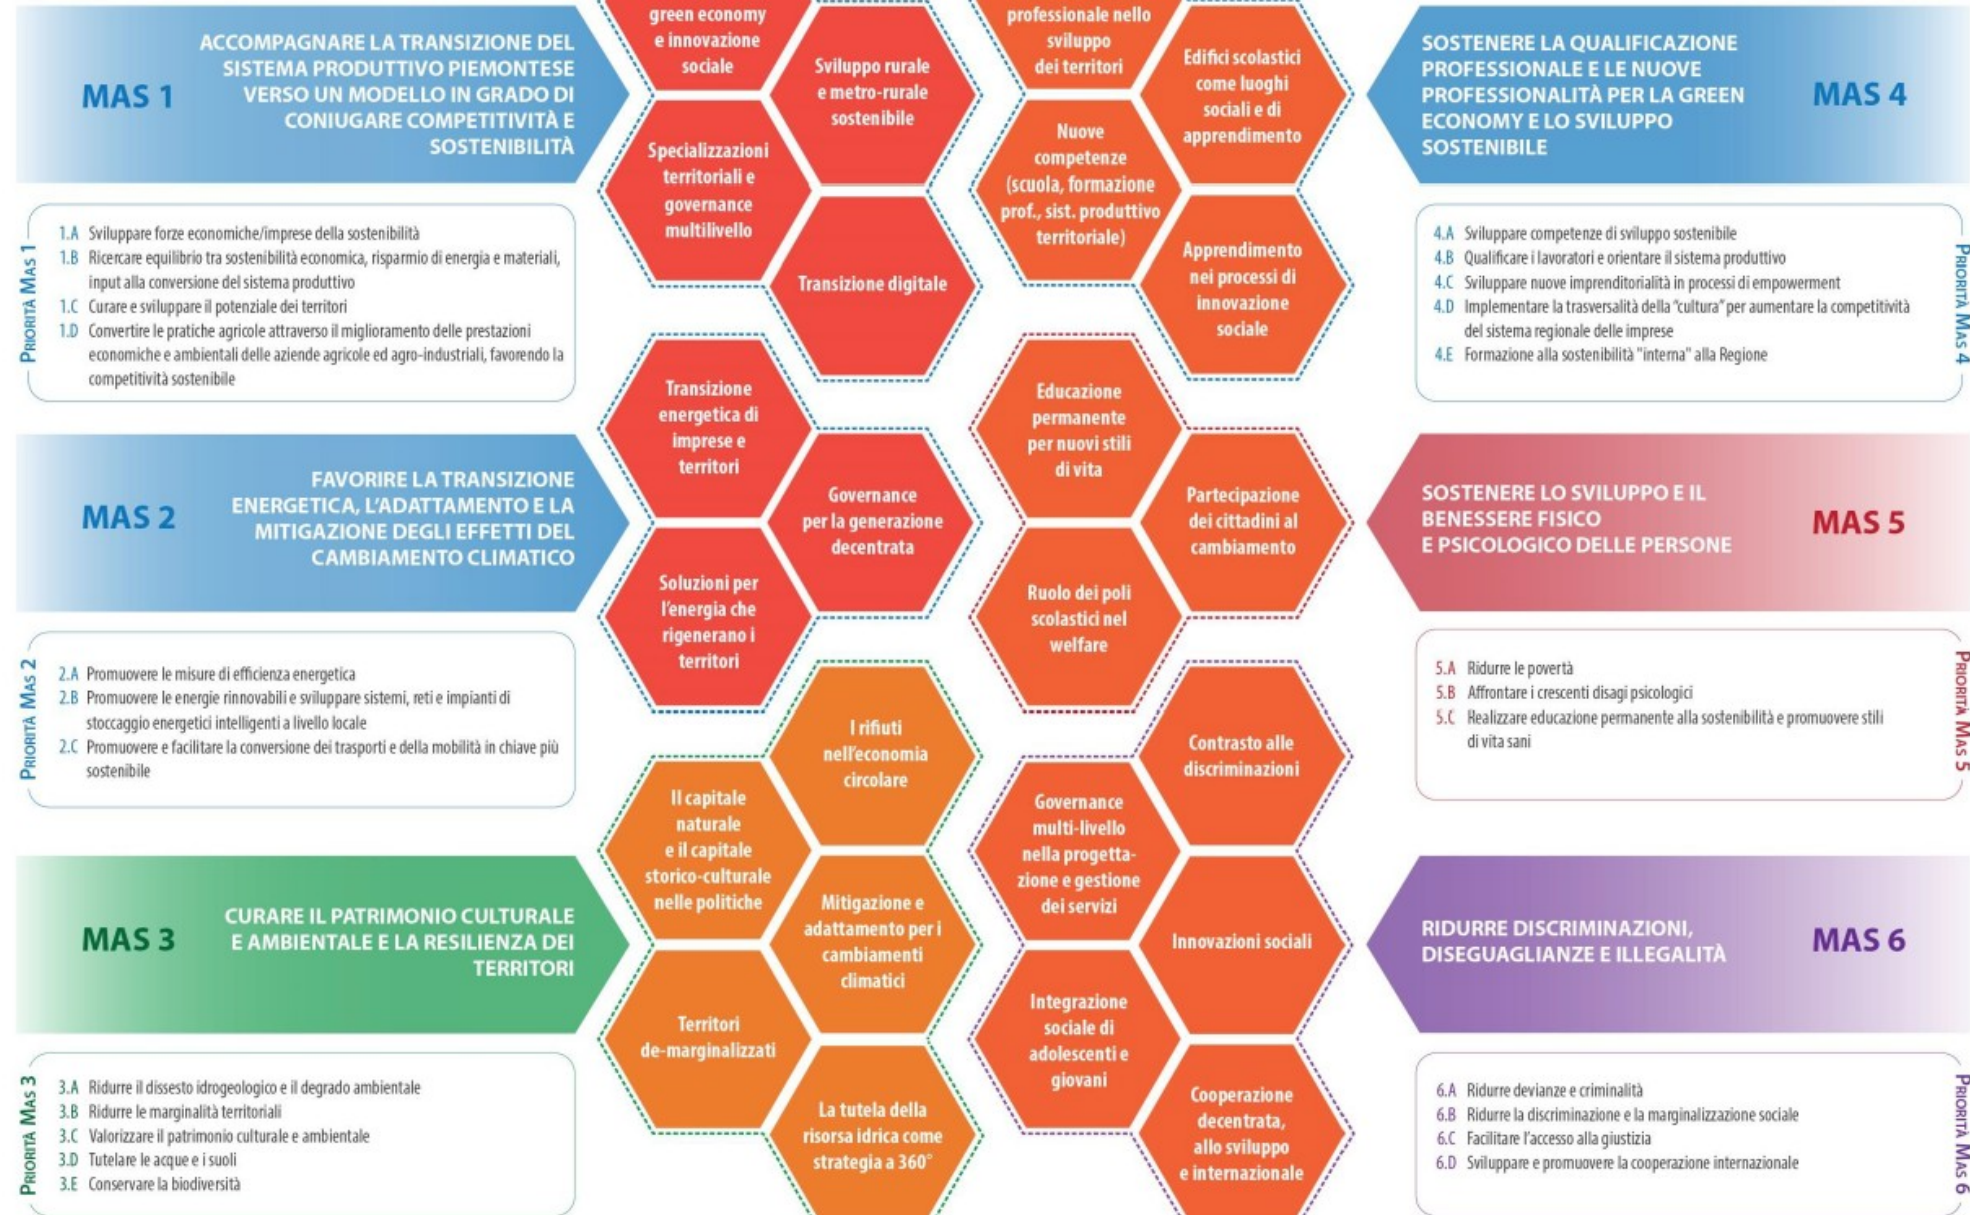 MAS 1
ACCOMPAGNARE LA TRANSIZIONE DEL
SISTEMA PRODUTTIVO PIEMONTESE
VERSO UN MODELLO IN GRADO DI
CONIUGARE COMPETITIVITÀ E
SOSTENIBILITÀ
PRIORITÀ MAS 1
1.A Sviluppare forze economiche/imprese della sostenibilità
1.B Ricercare equilibrio tra sostenibilità economica, risparmio di energia e materiali,
input alla conversione del sistema produttivo
1.C Curare e sviluppare il potenziale dei territori
1.D Convertire le pratiche agricole attraverso il miglioramento delle prestazioni
economiche e ambientali delle aziende agricole ed agro-industriali, favorendo la
competitività sostenibile
MAS 2
FAVORIRE LA TRANSIZIONE
ENERGETICA, L'ADATTAMENTO E LA
MITIGAZIONE DEGLI EFFETTI DEL
CAMBIAMENTO CLIMATICO
PRIORITÀ MAS 2
2.A Promuovere le misure di efficienza energetica
2.B Promuovere le energie rinnovabili e sviluppare sistemi, reti e impianti di
stoccaggio energetici intelligenti a livello locale
2.C Promuovere e facilitare la conversione dei trasporti e della mobilità in chiave più
sostenibile
MAS 3
CURARE IL PATRIMONIO CULTURALE
E AMBIENTALE E LA RESILIENZA DEI
TERRITORI
PRIORITÀ MAS 3
3.A Ridurre il dissesto idrogeologico e il degrado ambientale
3.B Ridurre le marginalità territoriali
3.C Valorizzare il patrimonio culturale e ambientale
3.D Tutelare le acque e i suoli
3.E Conservare la biodiversità
green economy
e innovazione
sociale
Sviluppo rurale
e metro-rurale
sostenibile
Specializzazioni
territoriali e
governance
multilivello
Transizione digitale
Transizione
energetica di
imprese e
territori
Governance
per la generazione
decentrata
Soluzioni per
l'energia che
rigenerano i
territori
I rifiuti
nell'economia
circolare
Il capitale
naturale
e il capitale
storico-culturale
nelle politiche
Mitigazione e
adattamento per i
cambiamenti
climatici
Territori
de-marginalizzati
La tutela della
risorsa idrica come
strategia a 360°
professionale nello
sviluppo
dei territori
Edifici scolastici
come luoghi
sociali e di
apprendimento
Nuove
competenze
(scuola, formazione
prof., sist. produttivo
territoriale)
Apprendimento
nei processi di
innovazione
sociale
Educazione
permanente
per nuovi stili
di vita
Partecipazione
dei cittadini al
cambiamento
Ruolo dei poli
scolastici nel
welfare
Contrasto alle
discriminazioni
Governance
multi-livello
nella progetta-
zione e gestione
dei servizi
Innovazioni sociali
Integrazione
sociale di
adolescenti e
giovani
Cooperazione
decentrata,
allo sviluppo
e internazionale
SOSTENERE LA QUALIFICAZIONE
PROFESSIONALE E LE NUOVE
PROFESSIONALITÀ PER LA GREEN
ECONOMY E LO SVILUPPO
SOSTENIBILE
MAS 4
4.A Sviluppare competenze di sviluppo sostenibile
4.B Qualificare i lavoratori e orientare il sistema produttivo
4.C Sviluppare nuove imprenditorialità in processi di empowerment
4.D Implementare la trasversalità della "cultura" per aumentare la competitività
del sistema regionale delle imprese
4.E Formazione alla sostenibilità "interna" alla Regione
PRIORITÀ MAS 4
SOSTENERE LO SVILUPPO E IL
BENESSERE FISICO
E PSICOLOGICO DELLE PERSONE
MAS 5
5.A Ridurre le povertà
5.B Affrontare i crescenti disagi psicologici
5.C Realizzare educazione permanente alla sostenibilità e promuovere stili
di vita sani
PRIORITÀ MAS 5
RIDURRE DISCRIMINAZIONI,
DISEGUAGLIANZE E ILLEGALITÀ
MAS 6
6.A Ridurre devianze e criminalità
6.B Ridurre la discriminazione e la marginalizzazione sociale
6.C Facilitare l'accesso alla giustizia
6.D Sviluppare e promuovere la cooperazione internazionale
PRIORITÀ MAS 6